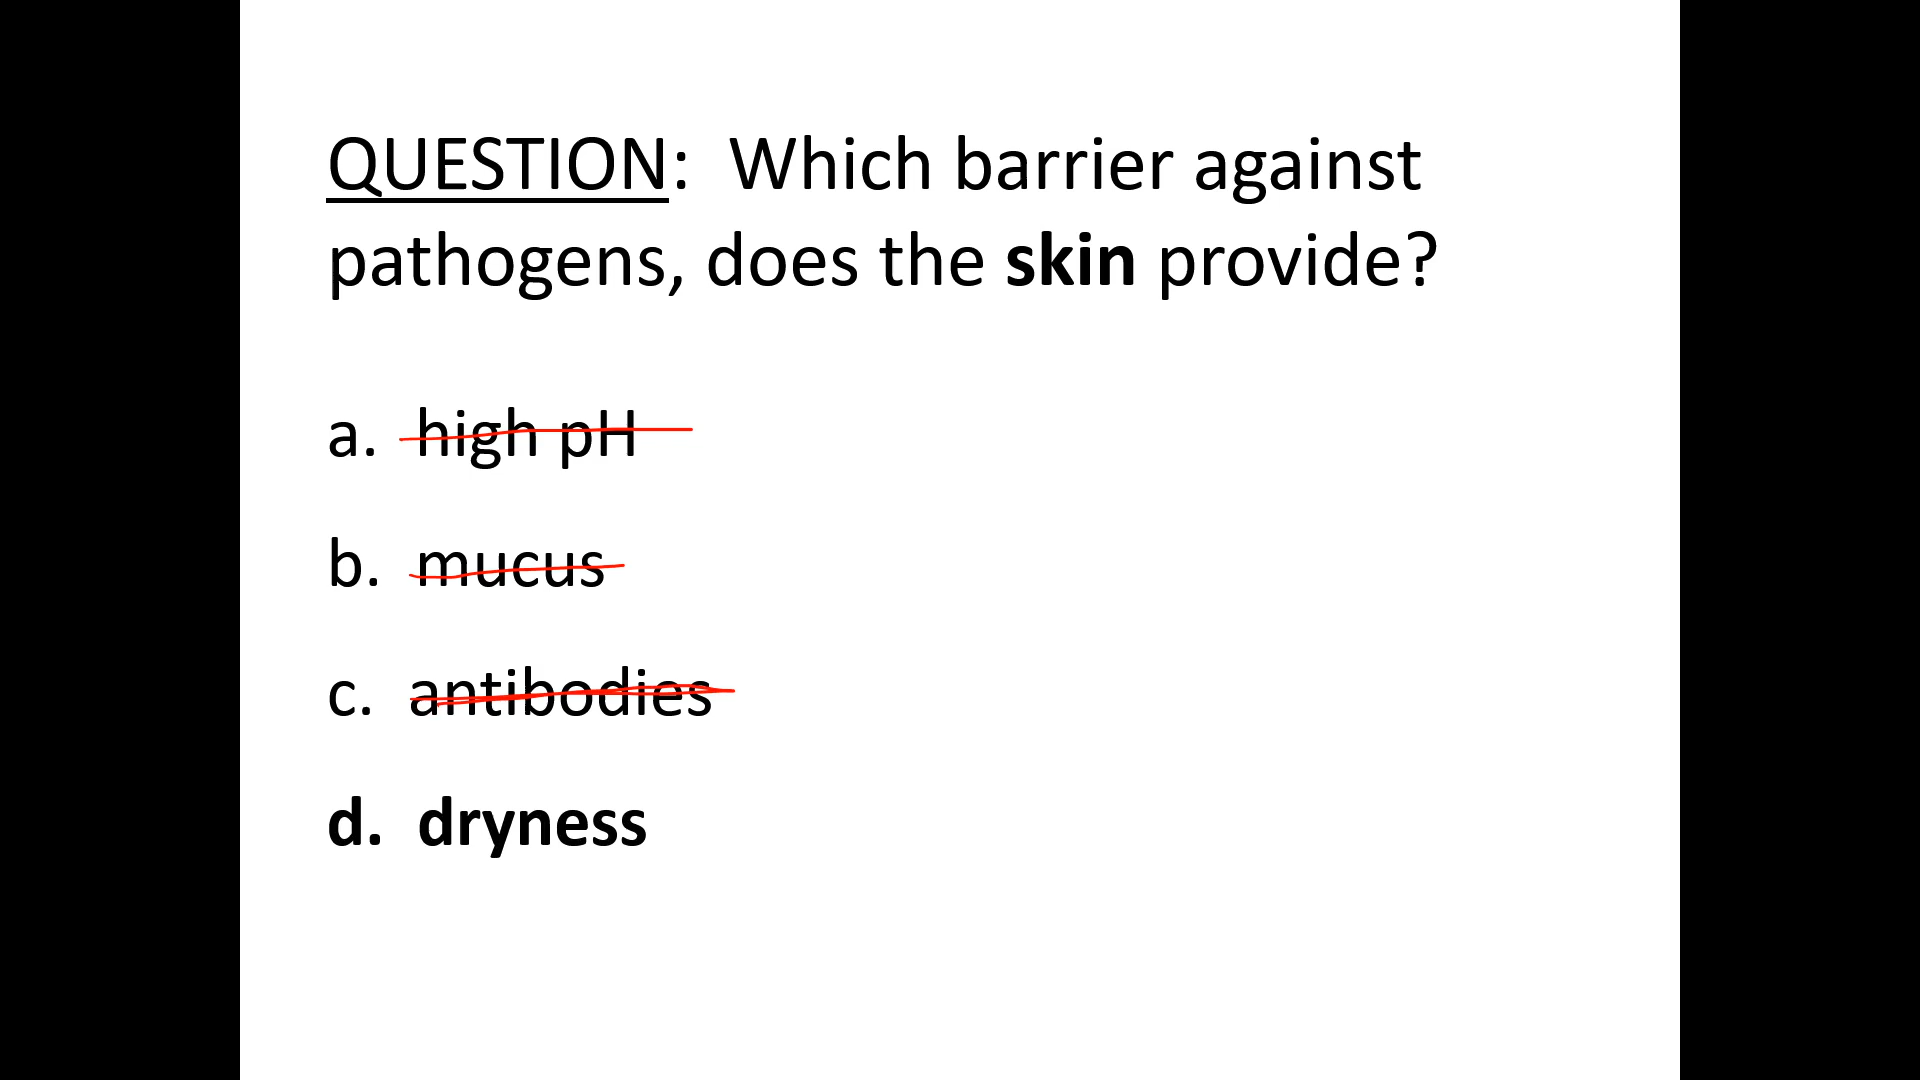 QUESTION: Which barrier against
pathogens, does the skin provide?
a. high pH
b. mucus
c. antibodies
d. dryness